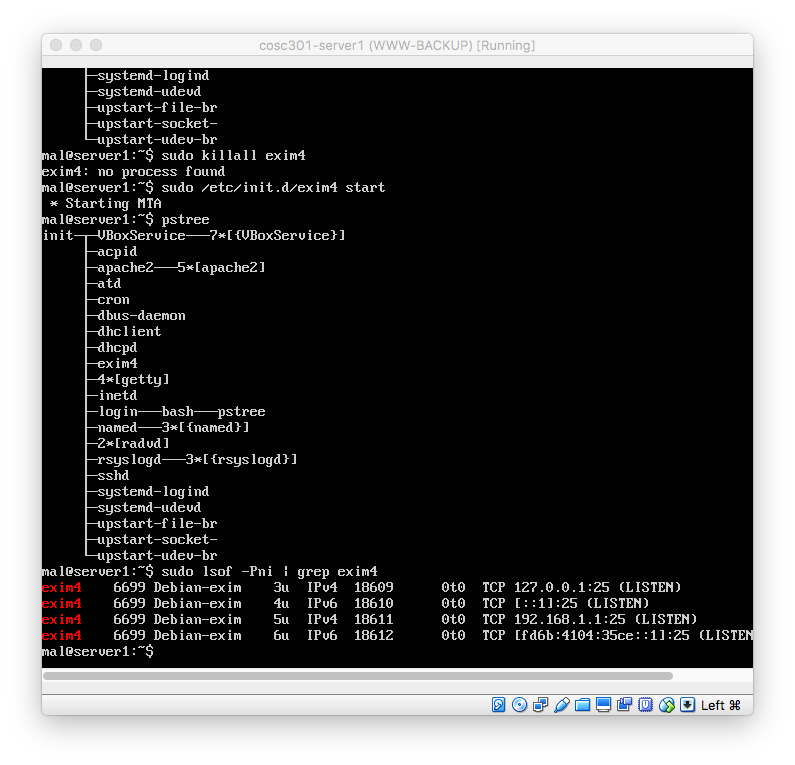 cosc301-server1 (WWW-BACKUP) [Running]
├─systemd-logind
├─systemd-udevd
├─upstart-file-br
├─upstart-socket-
└─upstart-udev-br
mal@server1:~$ sudo killall exim4
exim4: no process found
mal@server1:~$ sudo /etc/init.d/exim4 start
* Starting MTA
mal@server1:~$ pstree
init─┬─VBoxService───7*[{VBoxService}]
├─acpid
├─apache2───5*[apache2]
├─atd
├─cron
├─dbus-daemon
├─dhclient
├─dhcpd
├─exim4
├─4*[getty]
├─inetd
├─login───bash───pstree
├─named───3*[{named}]
├─2*[radvd]
├─rsyslogd───3*[{rsyslogd}]
├─sshd
├─systemd-logind
├─systemd-udevd
├─upstart-file-br
├─upstart-socket-
└─upstart-udev-br
mal@server1:~$ sudo lsof -Pni | grep exim4
exim4    6699 Debian-exim    3u  IPv4  18609      0t0  TCP 127.0.0.1:25 (LISTEN)
exim4    6699 Debian-exim    4u  IPv6  18610      0t0  TCP [::1]:25 (LISTEN)
exim4    6699 Debian-exim    5u  IPv4  18611      0t0  TCP 192.168.1.1:25 (LISTEN)
exim4    6699 Debian-exim    6u  IPv6  18612      0t0  TCP [fd6b:4104:35ce::1]:25 (LISTEN
mal@server1:~$
Left ⌘